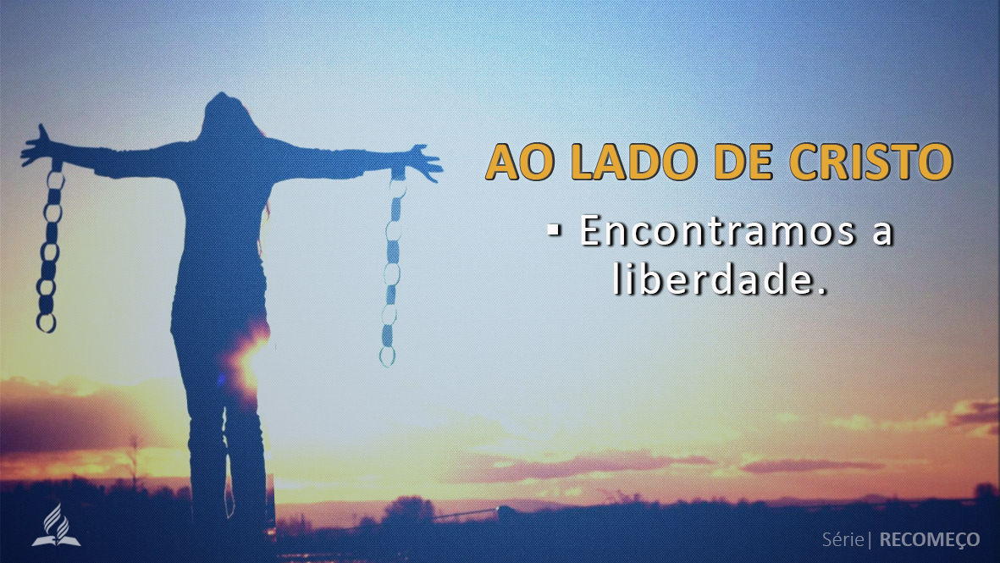 AO LADO DE CRISTO
▪ Encontramos a
liberdade.
Série| RECOMEÇO